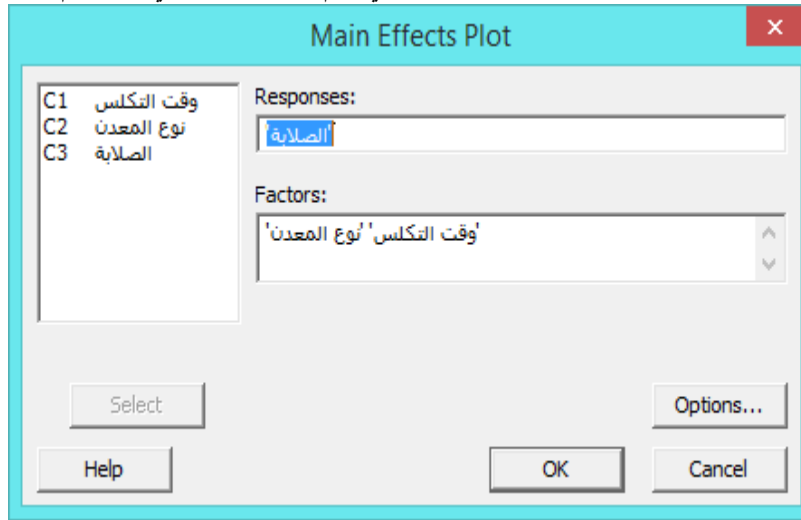 Main Effects Plot
C1 وقت التكلس
C2 نوع المعدن
C3 الصلابة
Responses:
'الصلابة'
Factors:
'وقت التكلس' 'نوع المعدن'
Select
Options...
Help
OK
Cancel